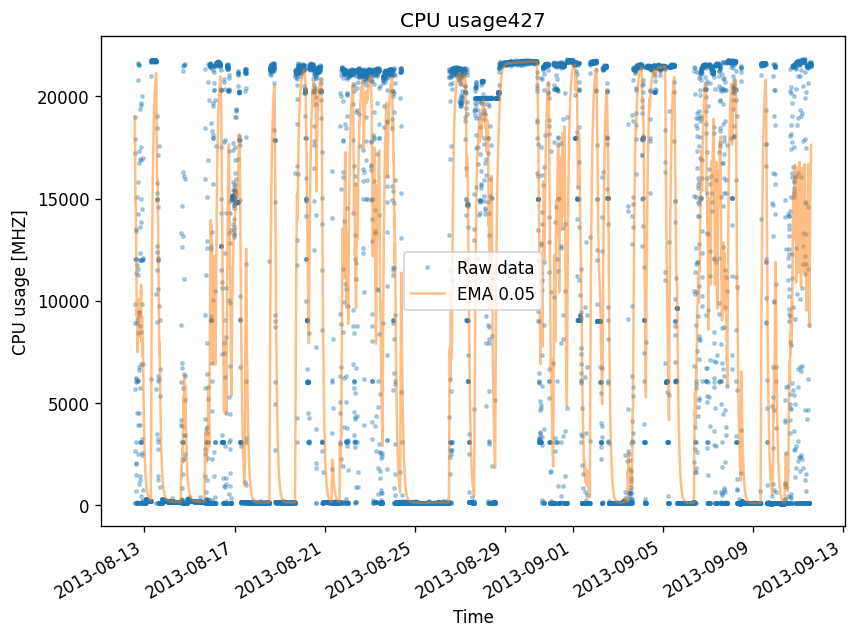 CPU usage427
CPU usage [MHZ]
20000
15000
10000
5000
0
Raw data
EMA 0.05
2013-08-13
2013-08-17
2013-08-21
2013-08-25
2013-08-29
2013-09-01
2013-09-05
2013-09-09
2013-09-13
Time